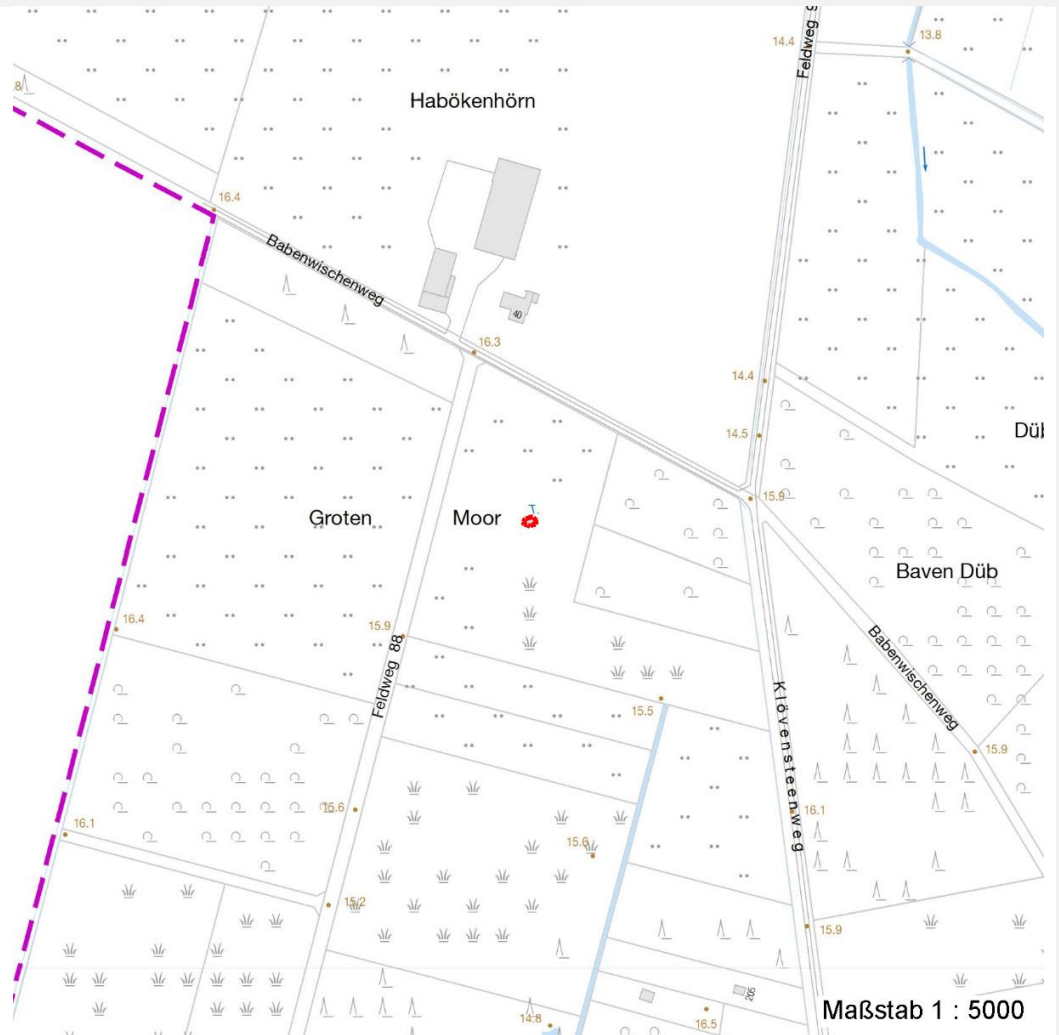 Feldweg
14.4
13.8
.8
Habökenhörn
16.4
Babenwischenweg
40
16.3
14.4
14.5
Dü
15.9
Groten
Moor
T.
Baven Düb
16.4
15.9
Feldweg 88
Babenwischenweg
Klövensteenweg
15.5
15.9
15.6
16.1
16.1
15.6
15.2
15.9
205
14.8
16.5
Maßstab 1 : 5000